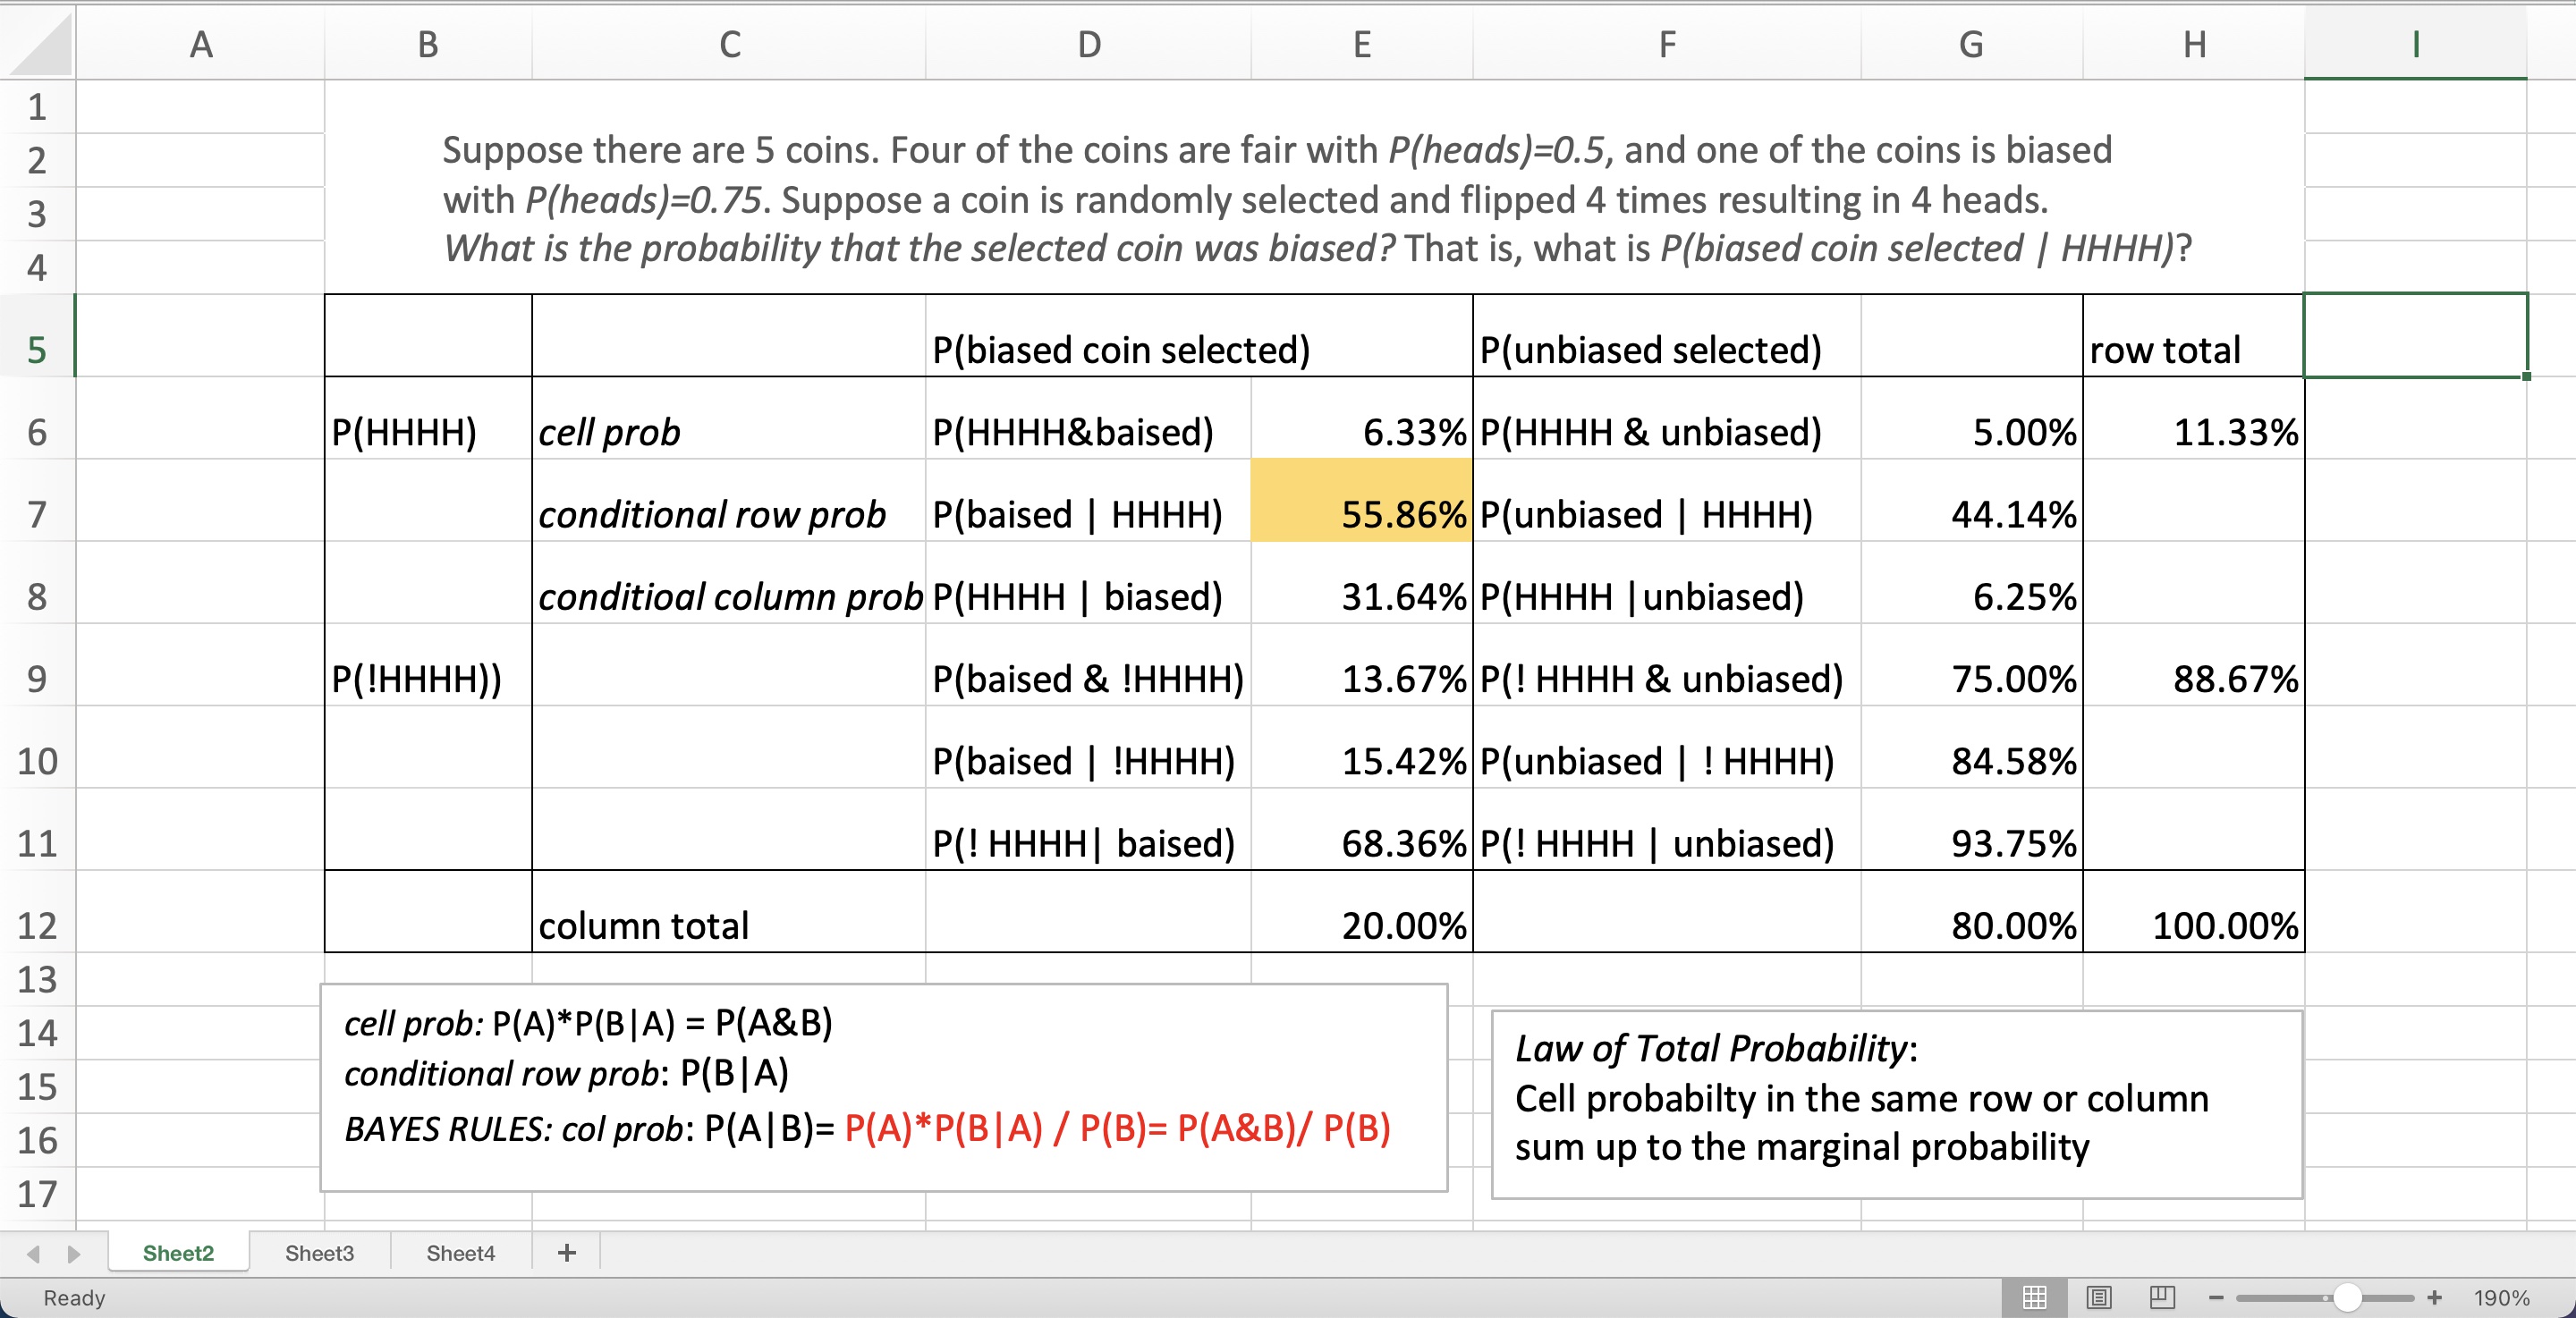 A B C D E F G H I
1
2 Suppose there are 5 coins. Four of the coins are fair with P(heads)=0.5, and one of the coins is biased
3 with P(heads)=0.75. Suppose a coin is randomly selected and flipped 4 times resulting in 4 heads.
4 What is the probability that the selected coin was biased? That is, what is P(biased coin selected | HHHH)?
5 P(biased coin selected) P(unbiased selected) row total
6 P(HHHH) cell prob P(HHHH&baised) 6.33% P(HHHH & unbiased) 5.00% 11.33%
7 conditional row prob P(baised | HHHH) 55.86% P(unbiased | HHHH) 44.14%
8 conditioal column prob P(HHHH | biased) 31.64% P(HHHH |unbiased) 6.25%
9 P(!HHHH)) P(baised & !HHHH) 13.67% P(! HHHH & unbiased) 75.00% 88.67%
10 P(baised | !HHHH) 15.42% P(unbiased | ! HHHH) 84.58%
11 P(! HHHH| baised) 68.36% P(! HHHH | unbiased) 93.75%
12 column total 20.00% 80.00% 100.00%
13
14
15
16
17
cell prob: P(A)*P(B|A) = P(A&B)
conditional row prob: P(B|A)
BAYES RULES: col prob: P(A|B)= P(A)*P(B|A) / P(B)= P(A&B)/ P(B)
Law of Total Probability:
Cell probabilty in the same row or column
sum up to the marginal probability
Sheet2 Sheet3 Sheet4 +
Ready − + 190%